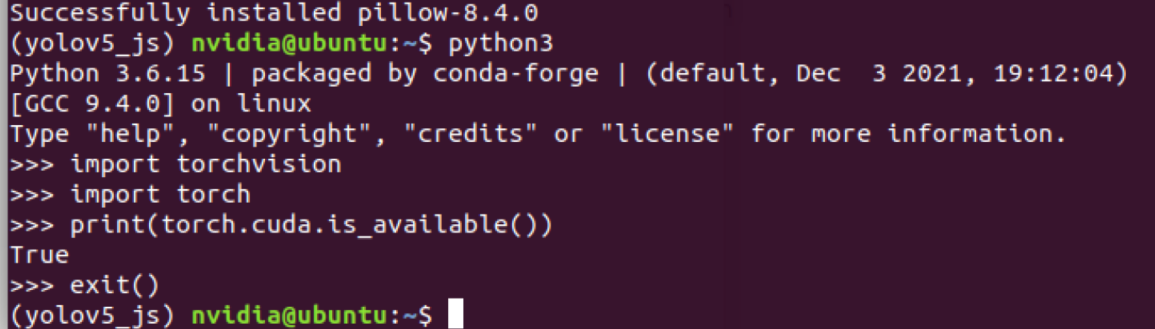 Successfully installed pillow-8.4.0
(yolov5_js) nvidia@ubuntu:~$ python3
Python 3.6.15 | packaged by conda-forge | (default, Dec  3 2021, 19:12:04)
[GCC 9.4.0] on linux
Type "help", "copyright", "credits" or "license" for more information.
>>> import torchvision
>>> import torch
>>> print(torch.cuda.is_available())
True
>>> exit()
(yolov5_js) nvidia@ubuntu:~$